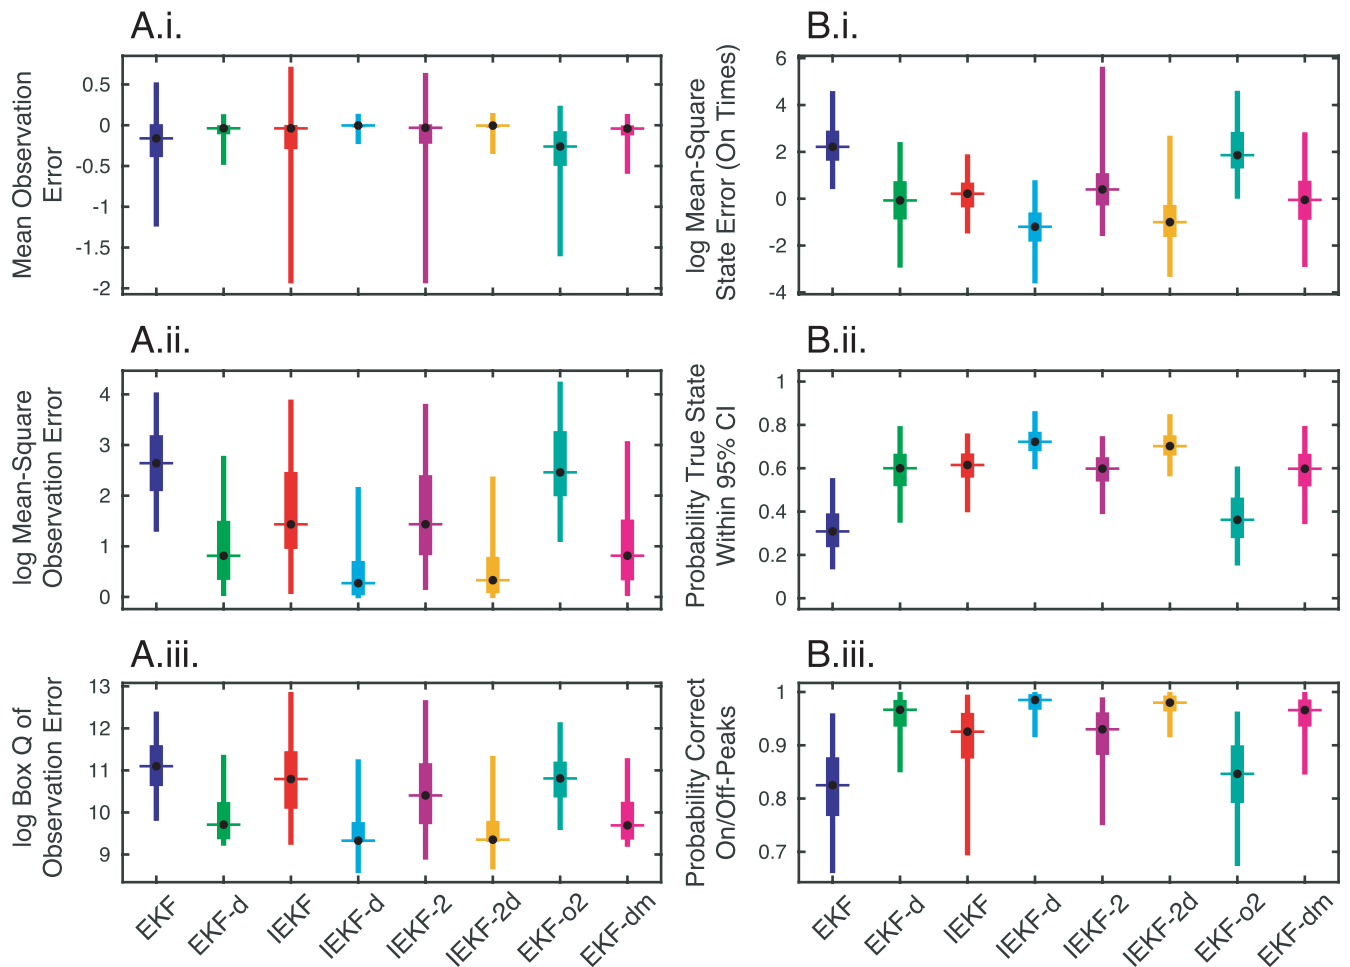 A.i.
Mean Observation
Error
0.5
0
-0.5
-1
-1.5
-2
B.i.
log Mean-Square
State Error (On Times)
6
4
2
0
-2
-4
A.ii.
log Mean-Square
Observation Error
4
3
2
1
0
B.ii.
Probability True State
Within 95% CI
1
0.8
0.6
0.4
0.2
0
A.iii.
log Box Q of
Observation Error
13
12
11
10
9
EKF
EKF-d
IEKF
IEKF-d
IEKF-2
IEKF-2d
EKF-o2
EKF-dm
B.iii.
Probability Correct
On/Off-Peaks
1
0.9
0.8
0.7
EKF
EKF-d
IEKF
IEKF-d
IEKF-2
IEKF-2d
EKF-o2
EKF-dm